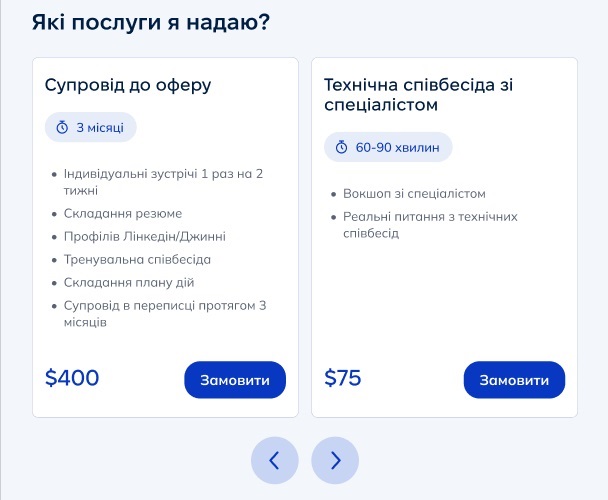 Які послуги я надаю?
Супровід до оферу
3 місяці
• Індивідуальні зустрічі 1 раз на 2
тижні
• Складання резюме
• Профілів Лінкедін/Джинні
• Тренувальна співбесіда
• Складання плану дій
• Супровід в переписці протягом 3
місяців
$400
Замовити
Технічна співбесіда зі
спеціалістом
60-90 хвилин
• Вокшоп зі спеціалістом
• Реальні питання з технічних
співбесід
$75
Замовити